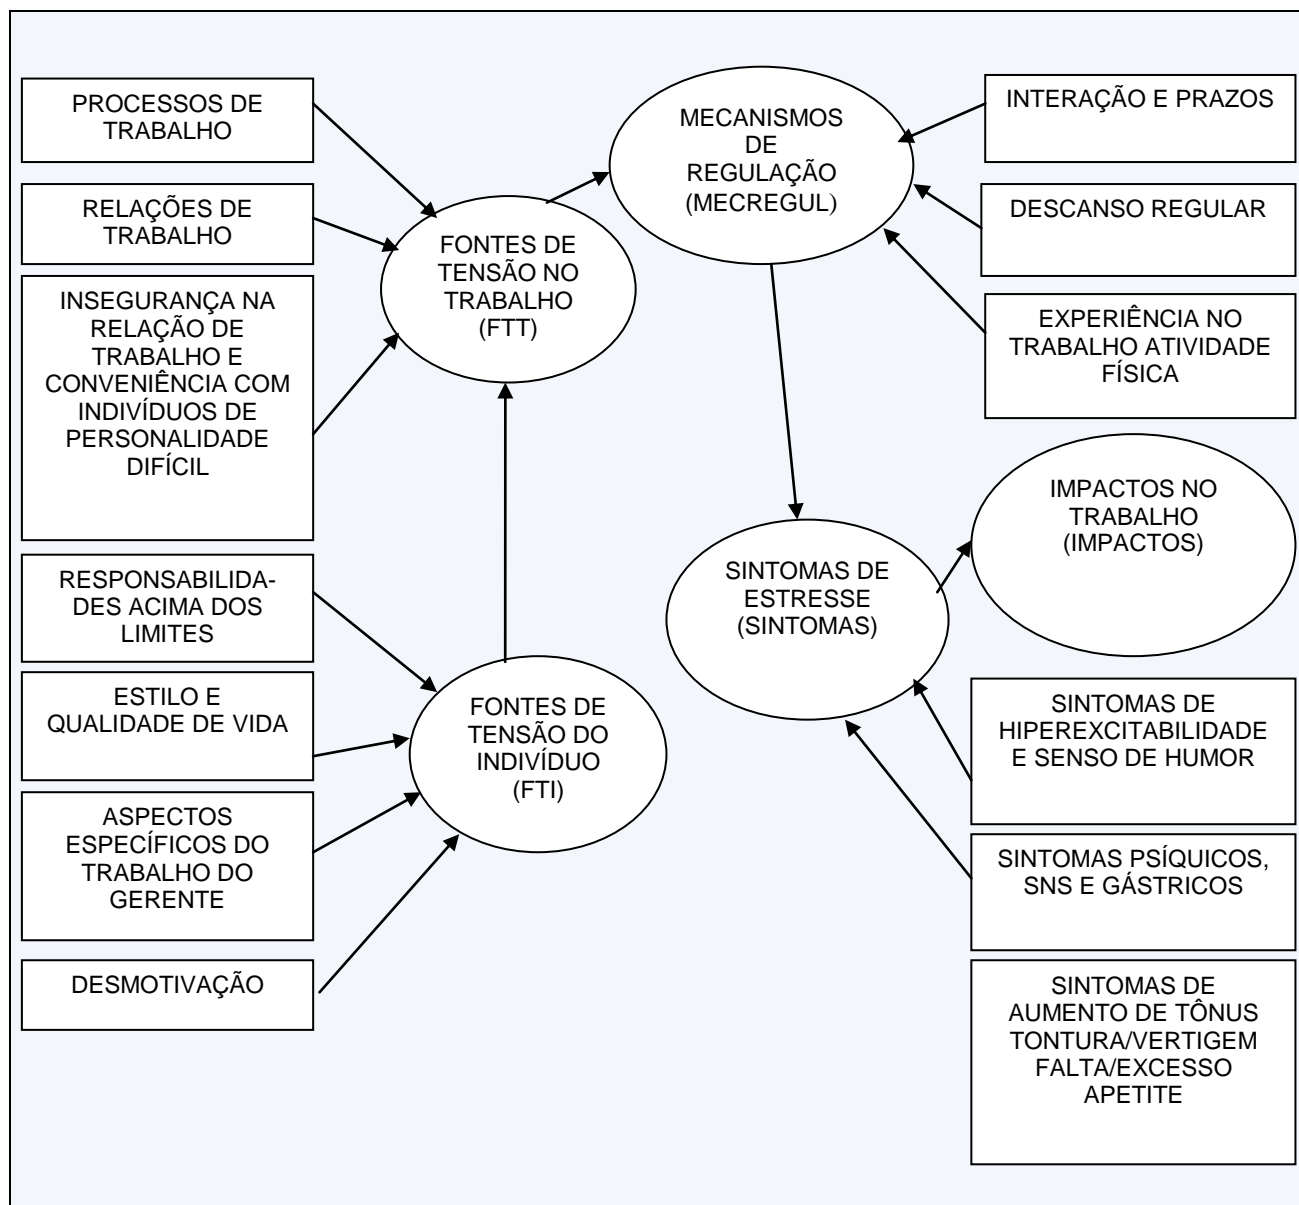 PROCESSOS DE
TRABALHO
RELAÇÕES DE
TRABALHO
INSEGURANÇA NA
RELAÇÃO DE
TRABALHO E
CONVENIÊNCIA COM
INDIVÍDUOS DE
PERSONALIDADE
DIFÍCIL
RESPONSABILIDA-
DES ACIMA DOS
LIMITES
ESTILO E
QUALIDADE DE VIDA
ASPECTOS
ESPECÍFICOS DO
TRABALHO DO
GERENTE
DESMOTIVAÇÃO
FONTES DE
TENSÃO NO
TRABALHO
(FTT)
FONTES DE
TENSÃO DO
INDIVÍDUO
(FTI)
MECANISMOS
DE
REGULAÇÃO
(MECREGUL)
SINTOMAS DE
ESTRESSE
(SINTOMAS)
INTERAÇÃO E PRAZOS
DESCANSO REGULAR
EXPERIÊNCIA NO
TRABALHO ATIVIDADE
FÍSICA
IMPACTOS NO
TRABALHO
(IMPACTOS)
SINTOMAS DE
HIPEREXCITABILIDADE
E SENSO DE HUMOR
SINTOMAS PSÍQUICOS,
SNS E GÁSTRICOS
SINTOMAS DE
AUMENTO DE TÔNUS
TONTURA/VERTIGEM
FALTA/EXCESSO
APETITE